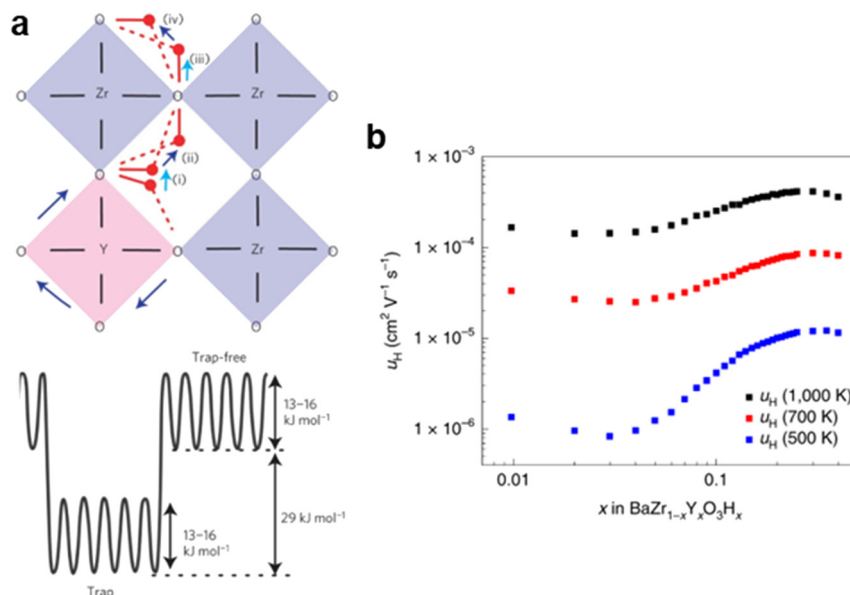 a
O
O
(iv)
(iii)
O
Zr
O
Zr
O
(ii)
O
(i)
O
O
Y
O
Zr
O
O
O
Trap-free
13–16
kJ mol⁻¹
13–16
kJ mol⁻¹
29 kJ mol⁻¹
Trap
b
1 × 10⁻³
1 × 10⁻⁴
1 × 10⁻⁵
1 × 10⁻⁶
u_H (cm² V⁻¹ s⁻¹)
u_H (1,000 K)
u_H (700 K)
u_H (500 K)
0.01
0.1
x in BaZr₁₋ₓYₓO₃Hₓ